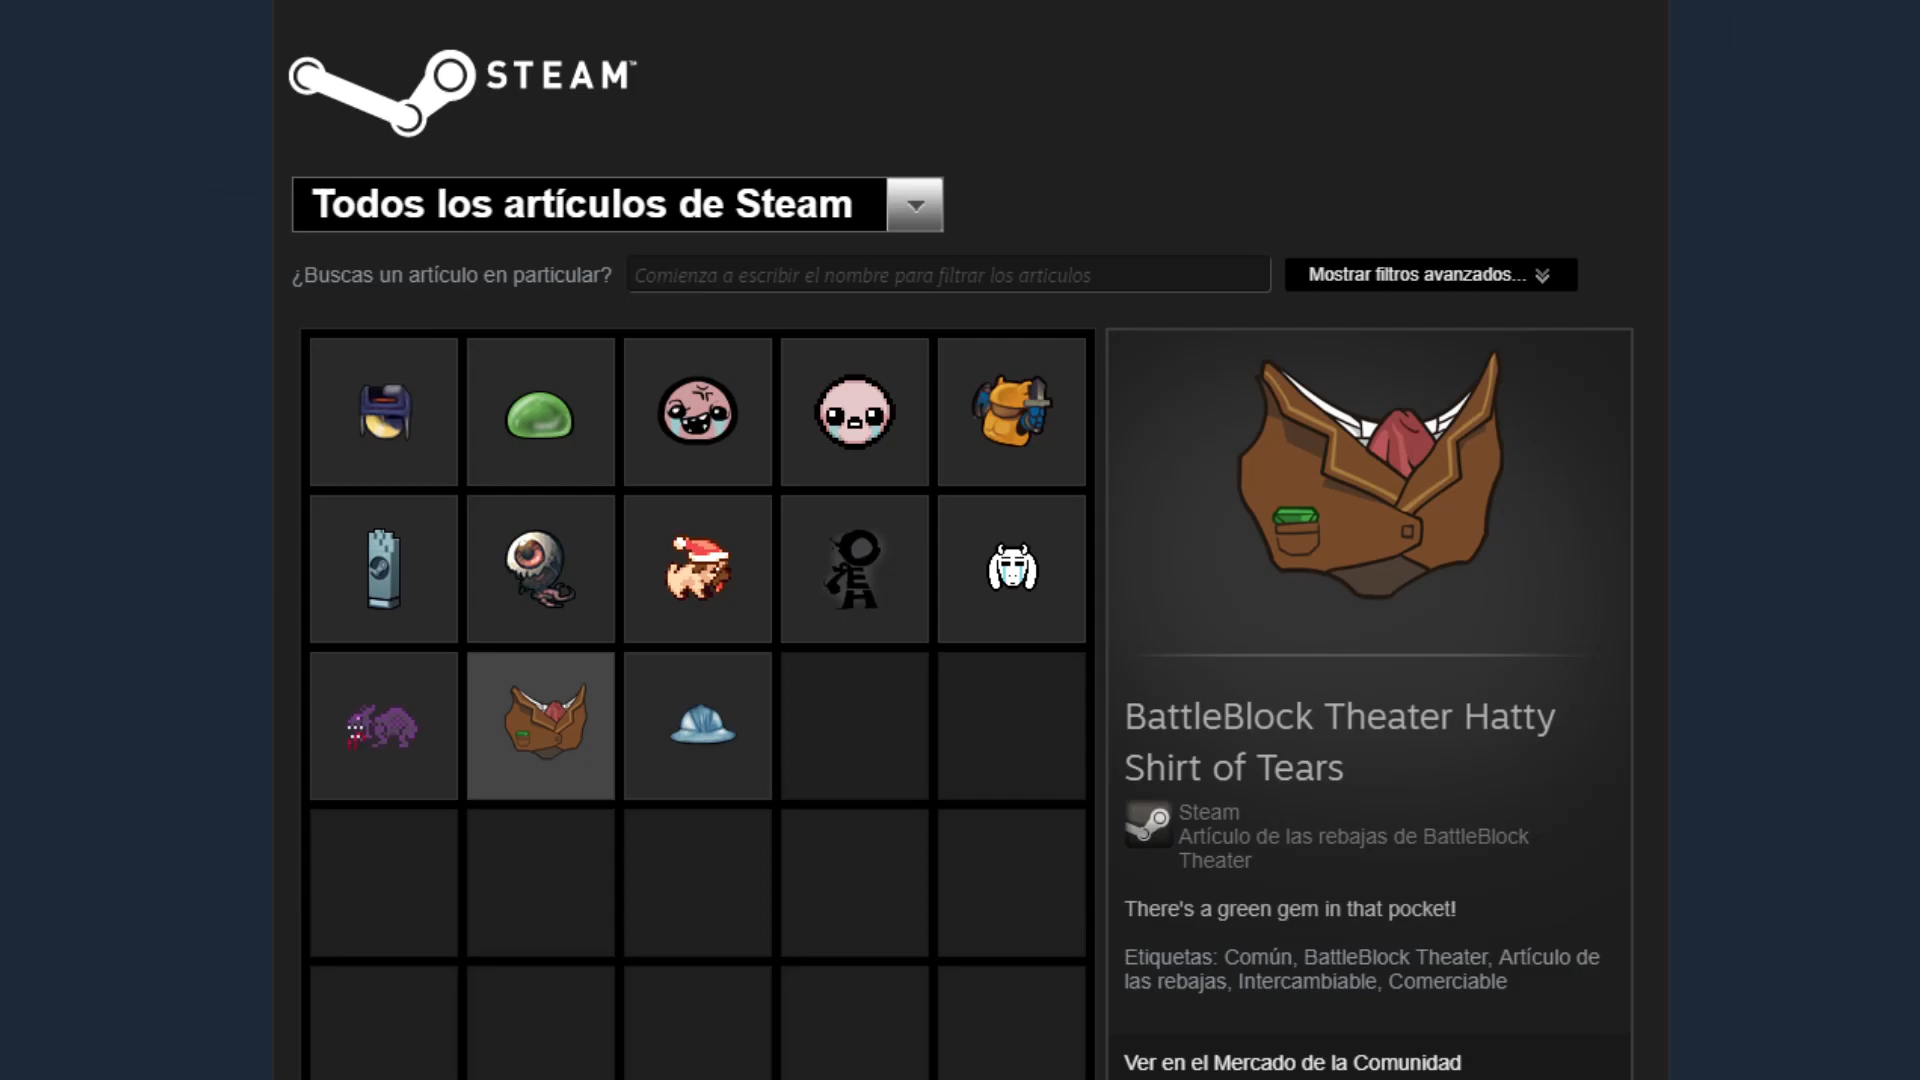 STEAM™
Todos los artículos de Steam
¿Buscas un artículo en particular?
Comienza a escribir el nombre para filtrar los artículos
Mostrar filtros avanzados...
BattleBlock Theater Hatty
Shirt of Tears
Steam
Artículo de las rebajas de BattleBlock
Theater
There's a green gem in that pocket!
Etiquetas: Común, BattleBlock Theater, Artículo de
las rebajas, Intercambiable, Comerciable
Ver en el Mercado de la Comunidad